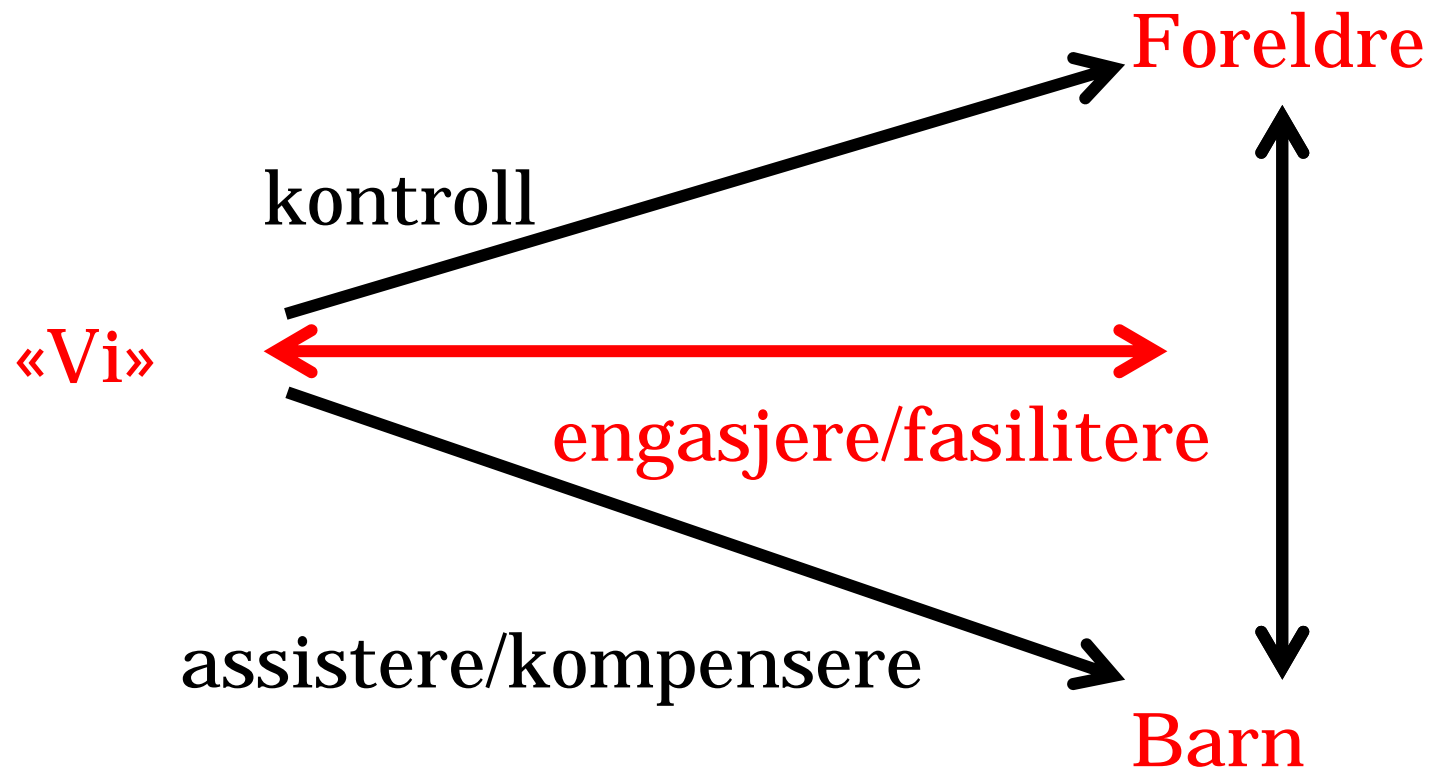 Foreldre
kontroll
«Vi»
engasjere/fasilitere
assistere/kompensere
Barn